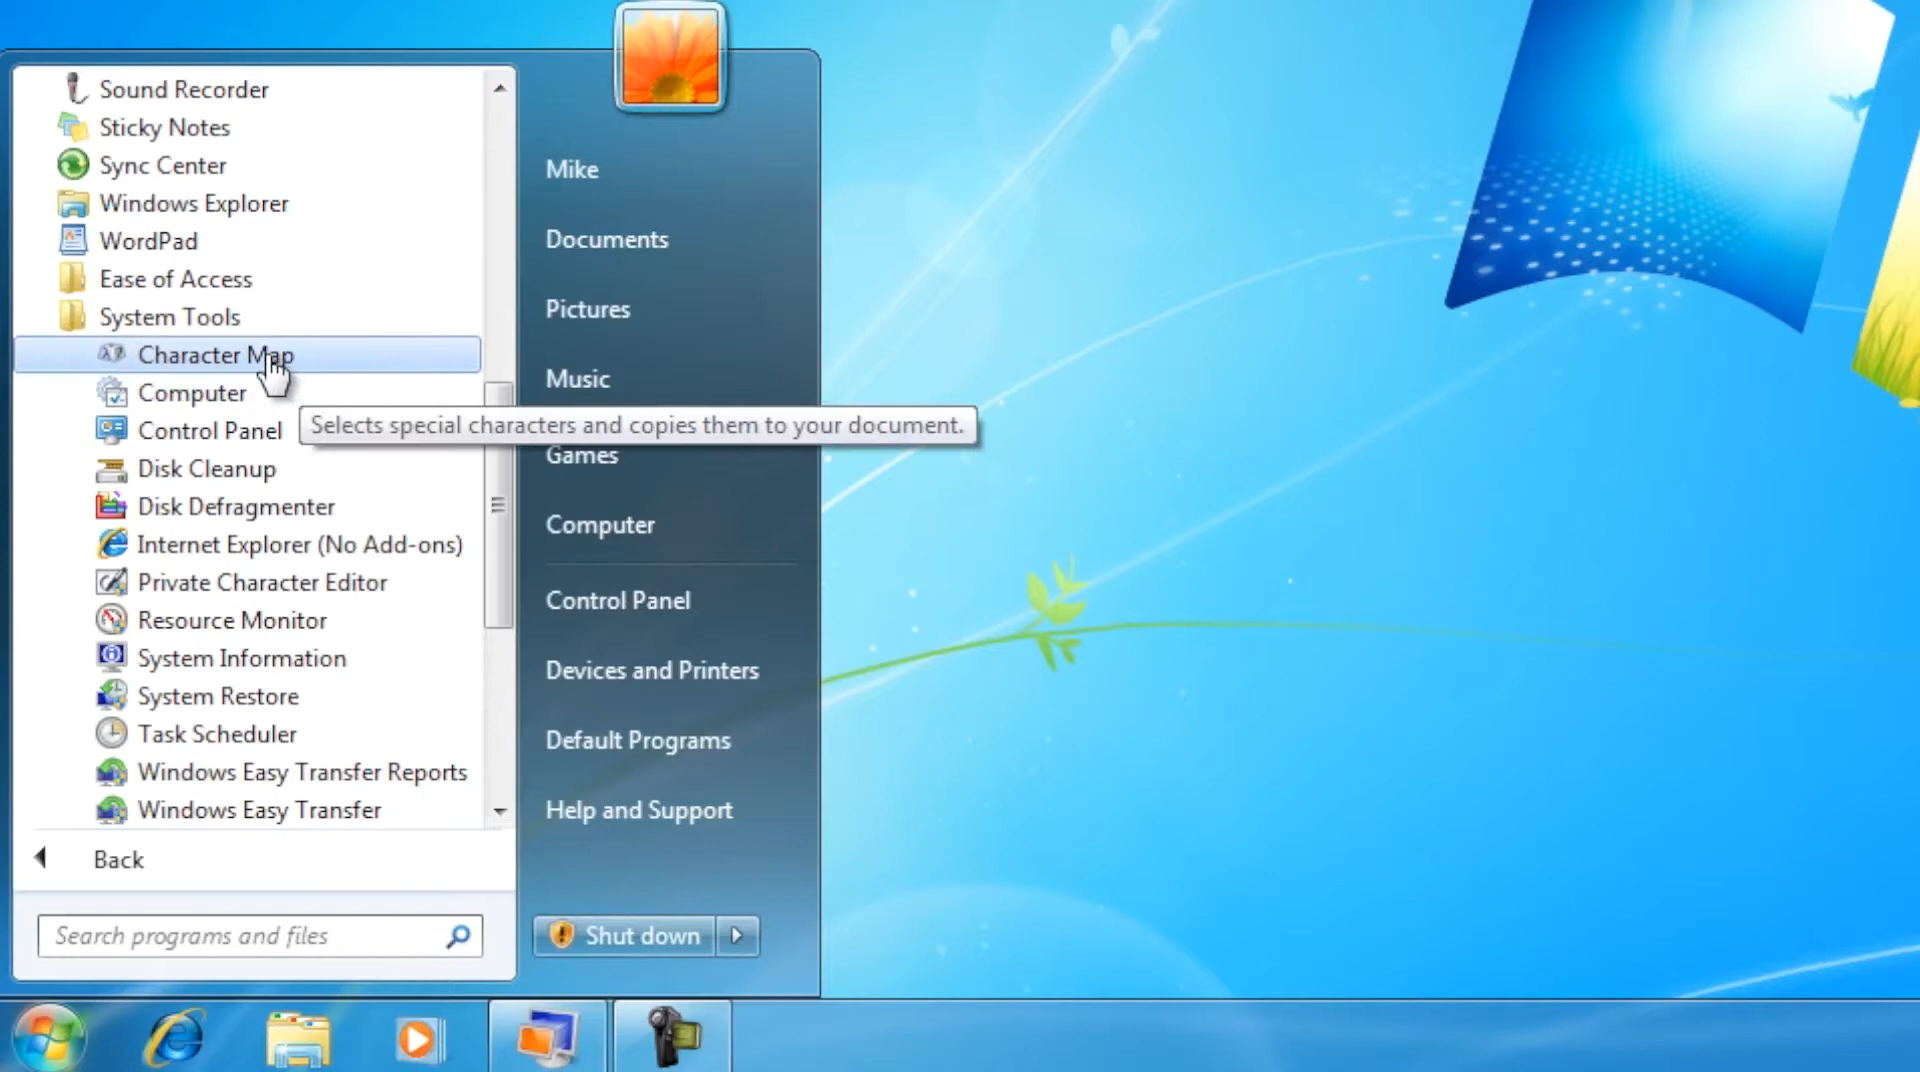 Sound Recorder
Sticky Notes
Sync Center
Windows Explorer
WordPad
Ease of Access
System Tools
Character Map
Computer
Control Panel
Selects special characters and copies them to your document.
Disk Cleanup
Disk Defragmenter
Internet Explorer (No Add-ons)
Private Character Editor
Resource Monitor
System Information
System Restore
Task Scheduler
Windows Easy Transfer Reports
Windows Easy Transfer
Back
Search programs and files
Mike
Documents
Pictures
Music
Games
Computer
Control Panel
Devices and Printers
Default Programs
Help and Support
Shut down